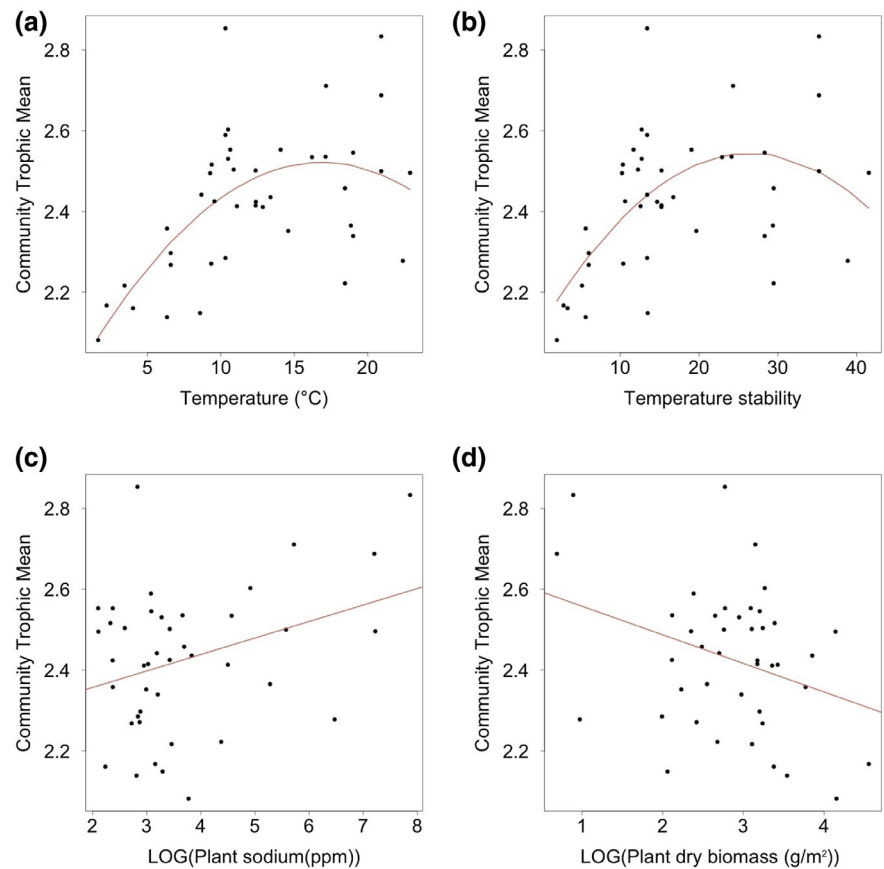 (a)
Community Trophic Mean
2.8
2.6
2.4
2.2
5 10 15 20
Temperature (°C)
(b)
Community Trophic Mean
2.8
2.6
2.4
2.2
10 20 30 40
Temperature stability
(c)
Community Trophic Mean
2.8
2.6
2.4
2.2
2 3 4 5 6 7 8
LOG(Plant sodium(ppm))
(d)
Community Trophic Mean
2.8
2.6
2.4
2.2
1 2 3 4
LOG(Plant dry biomass (g/m²))